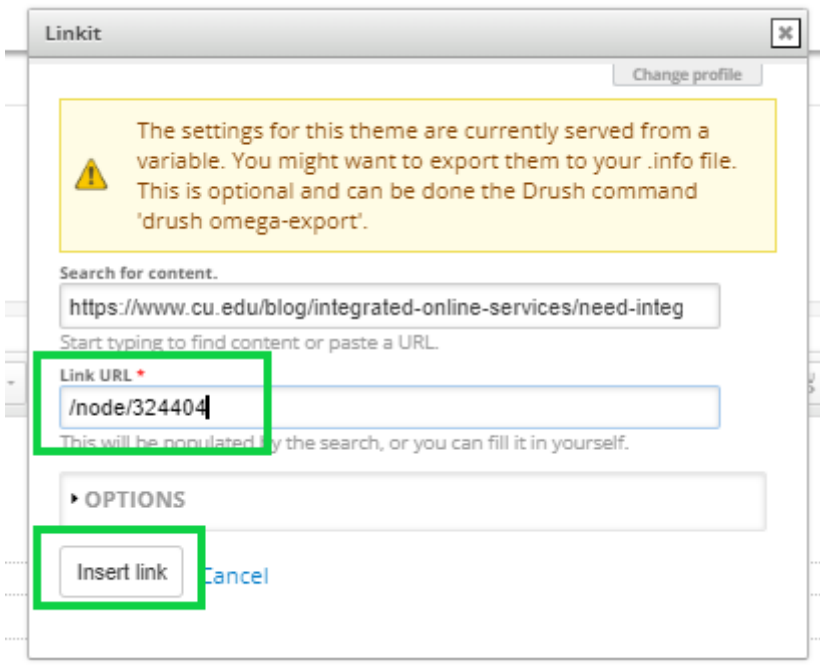 Linkit
Change profile
The settings for this theme are currently served from a
variable. You might want to export them to your .info file.
This is optional and can be done the Drush command
'drush omega-export'.
Search for content.
https://www.cu.edu/blog/integrated-online-services/need-integ
Start typing to find content or paste a URL.
Link URL *
/node/324404
This will be populated by the search, or you can fill it in yourself.
OPTIONS
Insert link Cancel